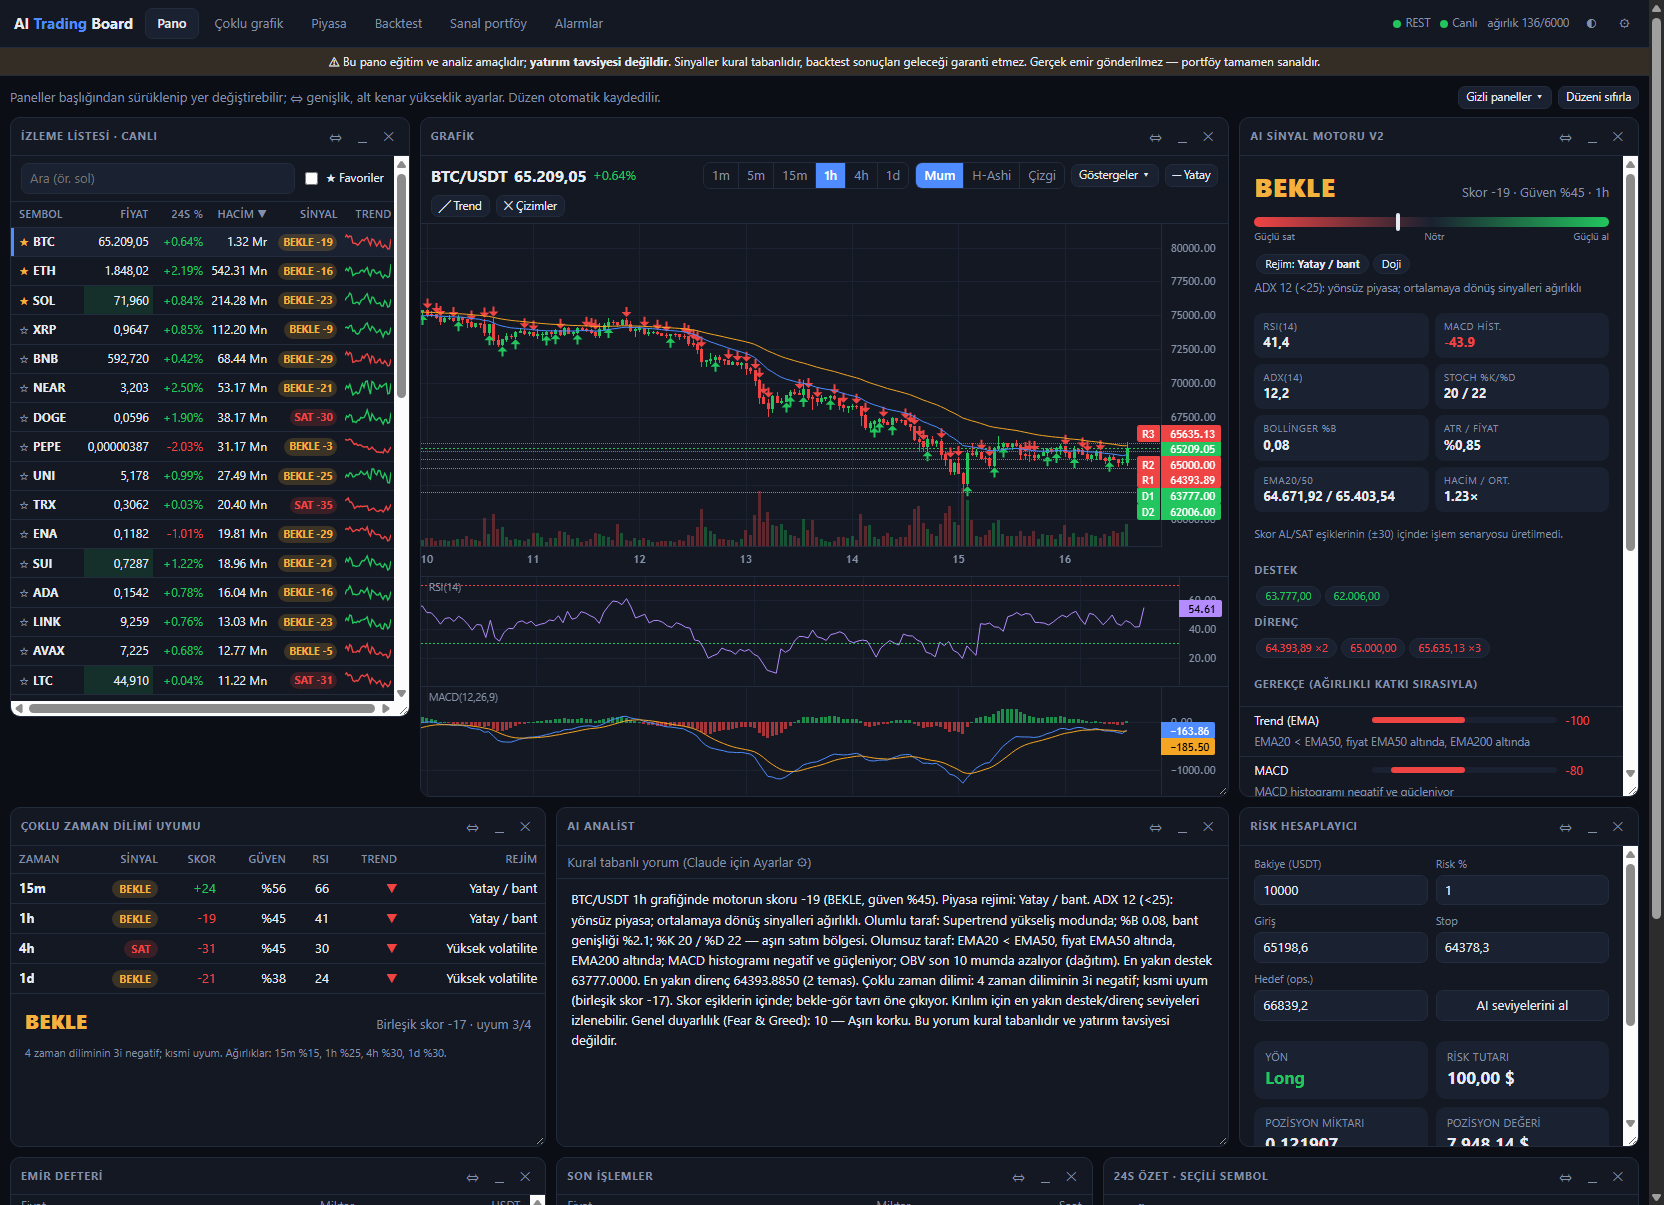 AI Trading Board Pano Çoklu grafik Piyasa Backtest Sanal portföy Alarmlar REST Canlı ağırlık 136/6000
⚠ Bu pano eğitim ve analiz amaçlıdır; yatırım tavsiyesi değildir. Sinyaller kural tabanlıdır, backtest sonuçları geleceği garanti etmez. Gerçek emir gönderilmez — portföy tamamen sanaldır.
Paneller başlığından sürüklenip yer değiştirebilir; ⇔ genişlik, alt kenar yükseklik ayarlar. Düzen otomatik kaydedilir. Gizli paneller ▾ Düzeni sıfırla
İZLEME LİSTESİ · CANLI
Ara (ör. sol) ★ Favoriler
SEMBOL FİYAT 24S % HACİM ▼ SİNYAL TREND
★ BTC 65.209,05 +0.64% 1.32 Mr BEKLE -19
★ ETH 1.848,02 +2.19% 542.31 Mn BEKLE -16
★ SOL 71,960 +0.84% 214.28 Mn BEKLE -23
☆ XRP 0,9647 +0.85% 112.20 Mn BEKLE -9
☆ BNB 592,720 +0.42% 68.44 Mn BEKLE -29
☆ NEAR 3,203 +2.50% 53.17 Mn BEKLE -21
☆ DOGE 0,0596 +1.90% 38.17 Mn SAT -30
☆ PEPE 0,00000387 -2.03% 31.17 Mn BEKLE -3
☆ UNI 5,178 +0.99% 27.49 Mn BEKLE -25
☆ TRX 0,3062 +0.03% 20.40 Mn SAT -35
☆ ENA 0,1182 -1.01% 19.81 Mn BEKLE -29
☆ SUI 0,7287 +1.22% 18.96 Mn BEKLE -21
☆ ADA 0,1542 +0.78% 16.04 Mn BEKLE -16
☆ LINK 9,259 +0.76% 13.03 Mn BEKLE -23
☆ AVAX 7,225 +0.68% 12.77 Mn BEKLE -5
☆ LTC 44,910 +0.04% 11.22 Mn SAT -31
GRAFİK
BTC/USDT 65.209,05 +0.64% 1m 5m 15m 1h 4h 1d Mum H-Ashi Çizgi Göstergeler ▾ ─ Yatay
╱ Trend ✕ Çizimler
80000.00
77500.00
75000.00
72500.00
70000.00
67500.00
R3 65635.13
65209.05
R2 65000.00
R1 64393.89
D1 63777.00
D2 62006.00
10 11 12 13 14 15 16
RSI(14)
54.61
40.00
20.00
MACD(12,26,9)
−163.86
−185.50
−1000.00
AI SİNYAL MOTORU V2
BEKLE Skor -19 · Güven %45 · 1h
Güçlü sat Nötr Güçlü al
Rejim: Yatay / bant Doji
ADX 12 (<25): yönsüz piyasa; ortalamaya dönüş sinyalleri ağırlıklı
RSI(14) MACD HİST.
41,4 -43.9
ADX(14) STOCH %K/%D
12,2 20 / 22
BOLLİNGER %B ATR / FİYAT
0,08 %0,85
EMA20/50 HACİM / ORT.
64.671,92 / 65.403,54 1.23×
Skor AL/SAT eşiklerinin (±30) içinde: işlem senaryosu üretilmedi.
DESTEK
63.777,00 62.006,00
DİRENÇ
64.393,89 ×2 65.000,00 65.635,13 ×3
GEREKÇE (AĞIRLIKLI KATKI SIRASIYLA)
Trend (EMA) -100
EMA20 < EMA50, fiyat EMA50 altında, EMA200 altında
MACD -80
MACD histogramı negatif ve güçleniyor
ÇOKLU ZAMAN DİLİMİ UYUMU
ZAMAN SİNYAL SKOR GÜVEN RSI TREND REJİM
15m BEKLE +24 %56 66 ▼ Yatay / bant
1h BEKLE -19 %45 41 ▼ Yatay / bant
4h SAT -31 %45 30 ▼ Yüksek volatilite
1d BEKLE -21 %38 24 ▼ Yüksek volatilite
BEKLE Birleşik skor -17 · uyum 3/4
4 zaman diliminin 3i negatif; kısmi uyum. Ağırlıklar: 15m %15, 1h %25, 4h %30, 1d %30.
AI ANALİST
Kural tabanlı yorum (Claude için Ayarlar ⚙)
BTC/USDT 1h grafiğinde motorun skoru -19 (BEKLE, güven %45). Piyasa rejimi: Yatay / bant. ADX 12 (<25):
yönsüz piyasa; ortalamaya dönüş sinyalleri ağırlıklı. Olumlu taraf: Supertrend yükseliş modunda; %B 0.08, bant
genişliği %2.1; %K 20 / %D 22 — aşırı satım bölgesi. Olumsuz taraf: EMA20 < EMA50, fiyat EMA50 altında,
EMA200 altında; MACD histogramı negatif ve güçleniyor; OBV son 10 mumda azalıyor (dağıtım). En yakın destek
63777.0000. En yakın direnç 64393.8850 (2 temas). Çoklu zaman dilimi: 4 zaman diliminin 3i negatif; kısmi uyum
(birleşik skor -17). Skor eşiklerin içinde; bekle-gör tavrı öne çıkıyor. Kırılım için en yakın destek/direnç seviyeleri
izlenebilir. Genel duyarlılık (Fear & Greed): 10 — Aşırı korku. Bu yorum kural tabanlıdır ve yatırım tavsiyesi
değildir.
RİSK HESAPLAYICI
Bakiye (USDT) Risk %
10000 1
Giriş Stop
65198,6 64378,3
Hedef (ops.)
66839,2 AI seviyelerini al
YÖN RİSK TUTARI
Long 100,00 $
POZİSYON MİKTARI POZİSYON DEĞERİ
0,121907 7.948,14 $
EMİR DEFTERİ
SON İŞLEMLER
24S ÖZET · SEÇİLİ SEMBOL